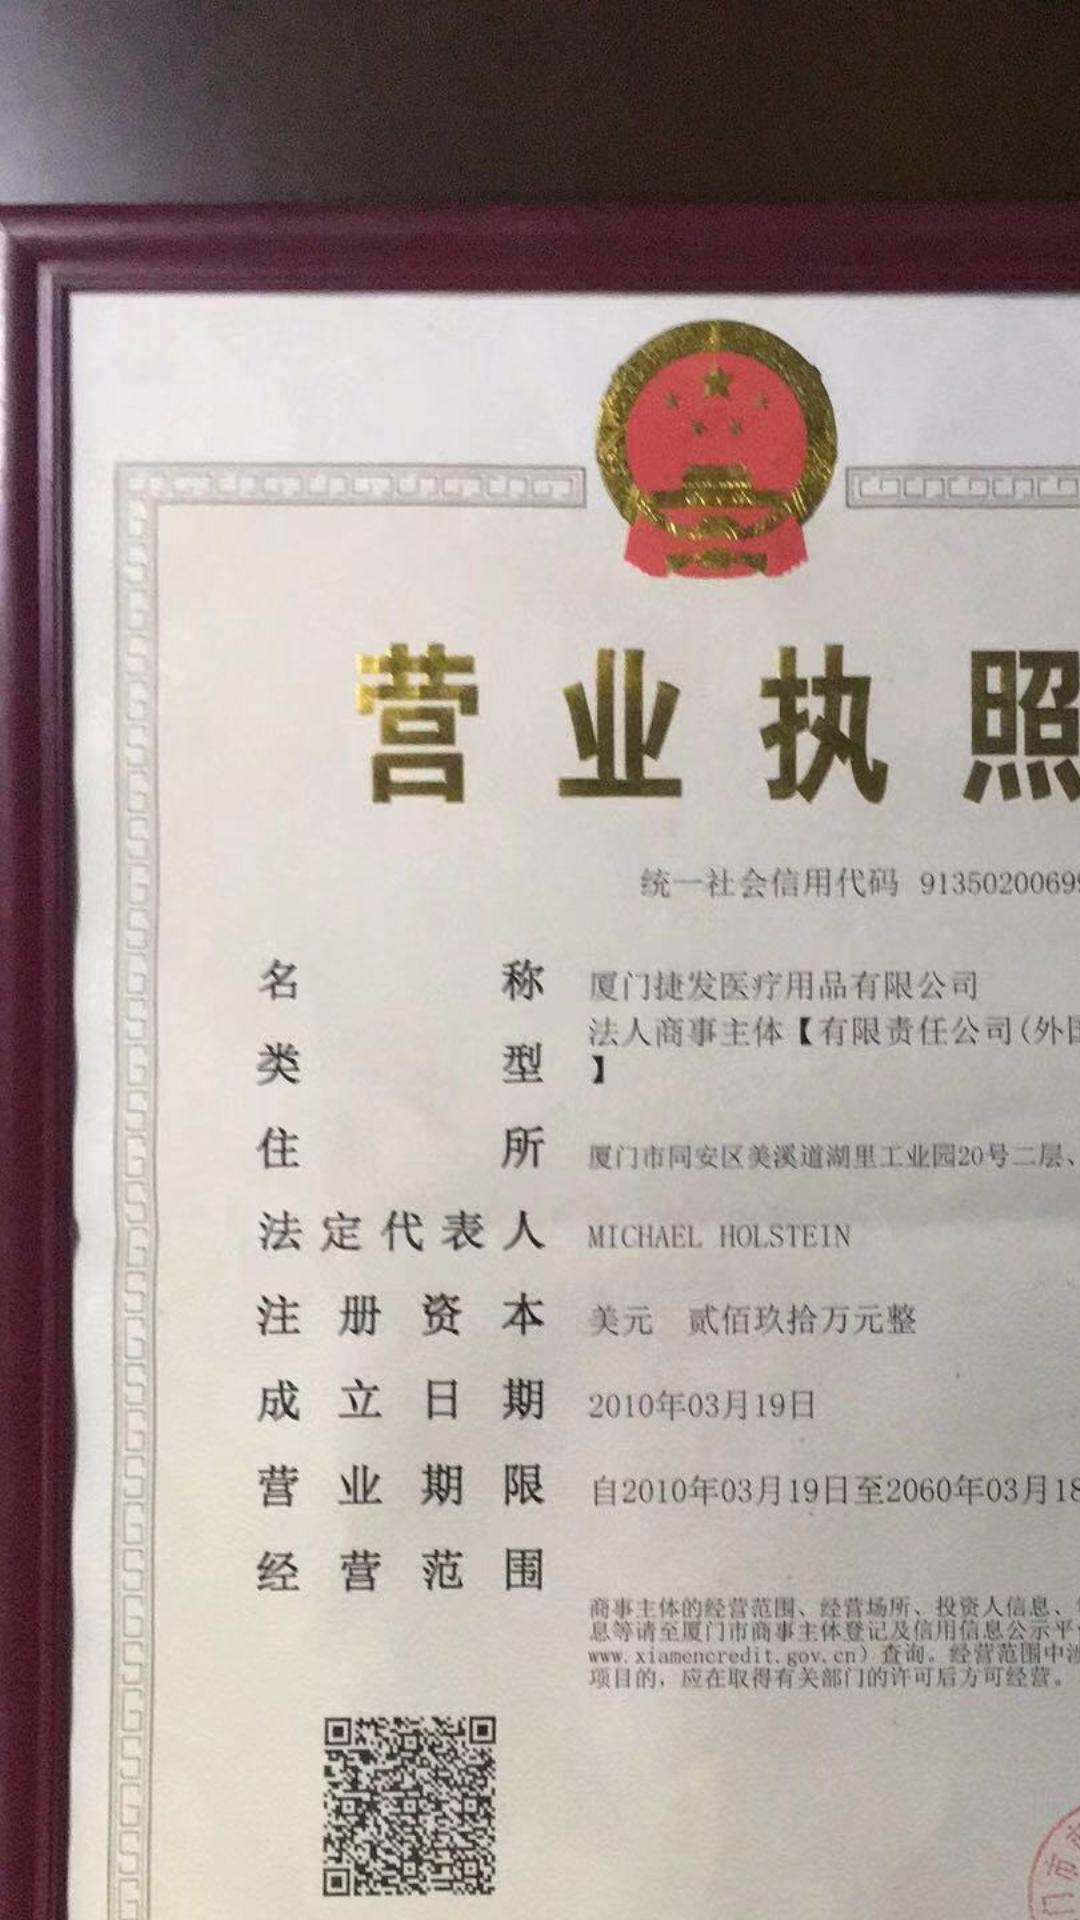 营业执照
统一社会信用代码 91350200699
名称 厦门捷发医疗用品有限公司
类型 法人商事主体【有限责任公司(外国
】
住所 厦门市同安区美溪道湖里工业园20号二层、
法定代表人 MICHAEL HOLSTEIN
注册资本 美元 贰佰玖拾万元整
成立日期 2010年03月19日
营业期限 自2010年03月19日至2060年03月18
经营范围
商事主体的经营范围、经营场所、投资人信息、
息等请至厦门市商事主体登记及信用信息公示平
www.xiamencredit.gov.cn）查询。经营范围中涉
项目的，应在取得有关部门的许可后方可经营。